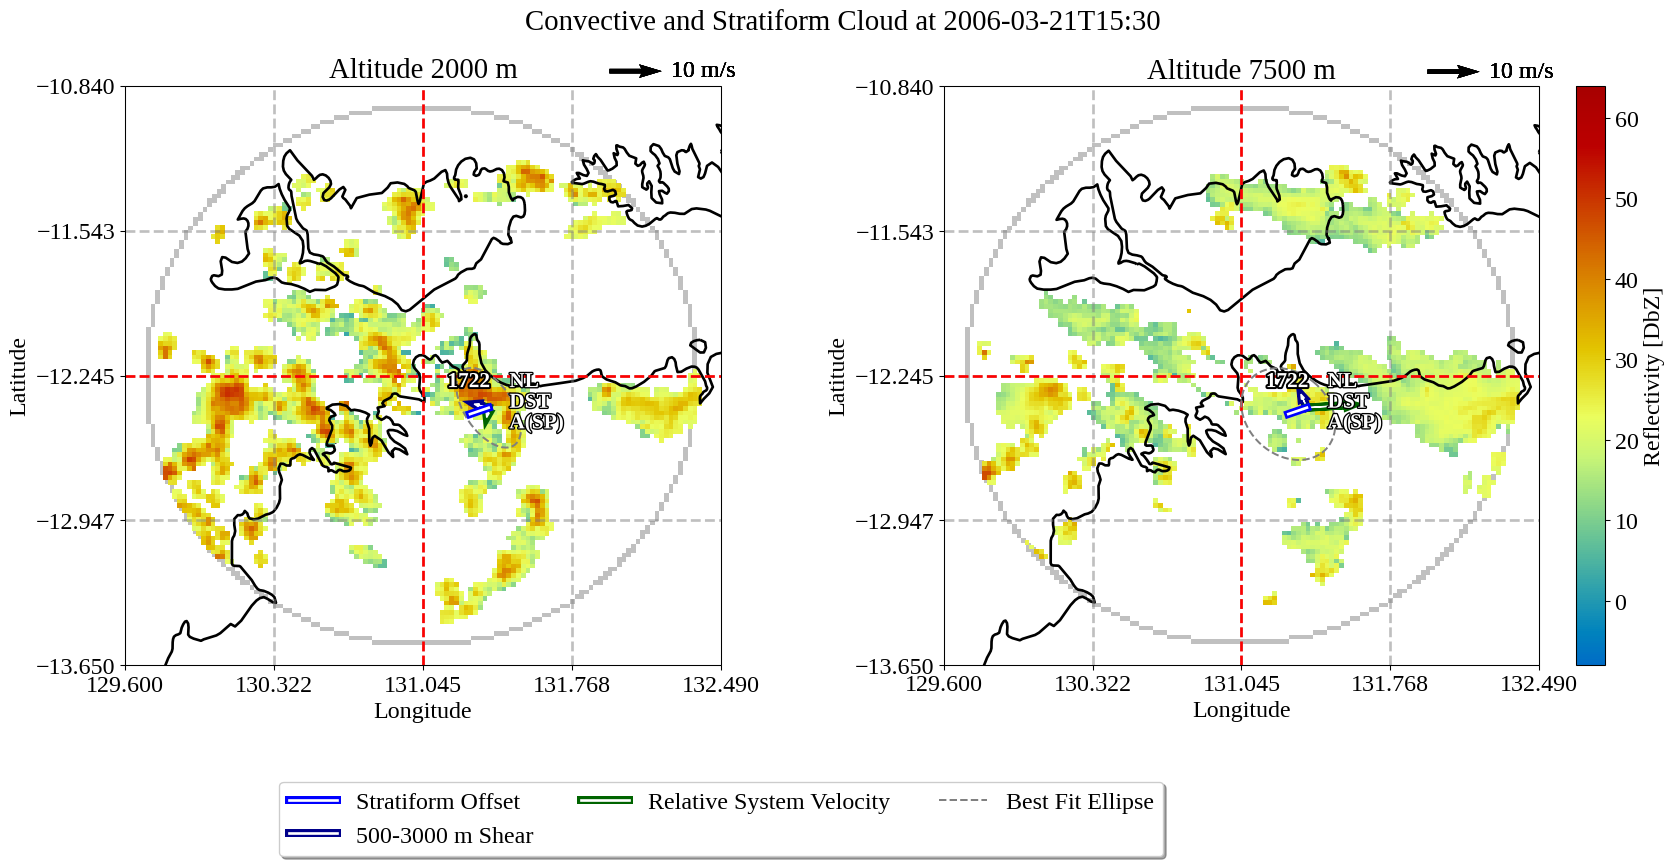 Convective and Stratiform Cloud at 2006-03-21T15:30
Altitude 2000 m
10 m/s
Altitude 7500 m
10 m/s
−10.840
−11.543
−12.245
−12.947
−13.650
Latitude
129.600
130.322
131.045
131.768
132.490
Longitude
1722
NL
DST
A(SP)
−10.840
−11.543
−12.245
−12.947
−13.650
Latitude
129.600
130.322
131.045
131.768
132.490
Longitude
1722
NL
DST
A(SP)
60
50
40
30
20
10
0
Reflectivity [DbZ]
Stratiform Offset
500-3000 m Shear
Relative System Velocity
Best Fit Ellipse